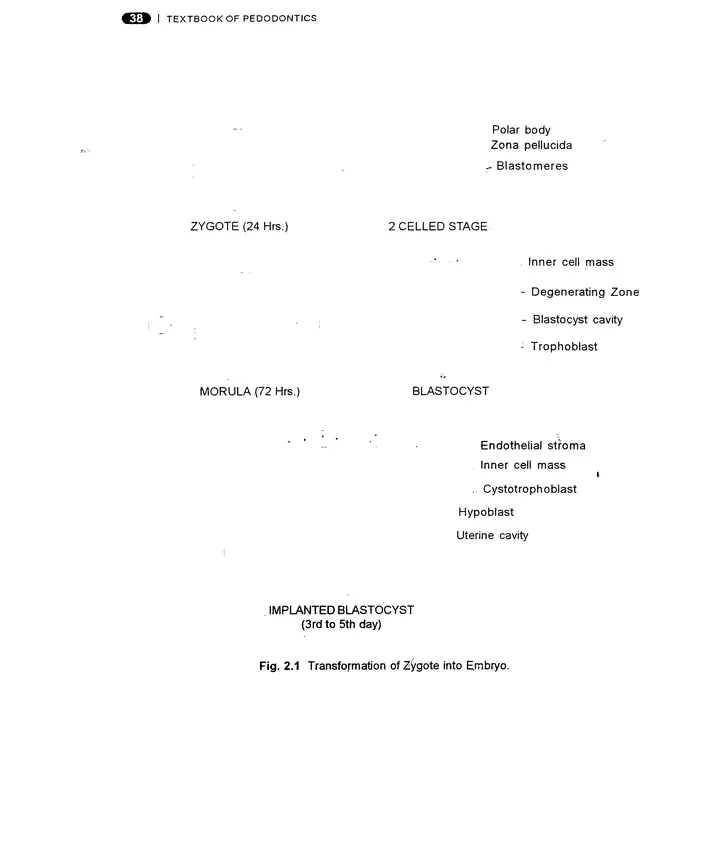 38 | TEXTBOOK OF PEDODONTICS
Polar body
Zona pellucida
Blastomeres
ZYGOTE (24 Hrs.)
2 CELLED STAGE
Inner cell mass
Degenerating Zone
Blastocyst cavity
Trophoblast
MORULA (72 Hrs.)
BLASTOCYST
Endothelial stroma
Inner cell mass
Cystotrophoblast
Hypoblast
Uterine cavity
IMPLANTED BLASTOCYST
(3rd to 5th day)
Fig. 2.1 Transformation of Zygote into Embryo.